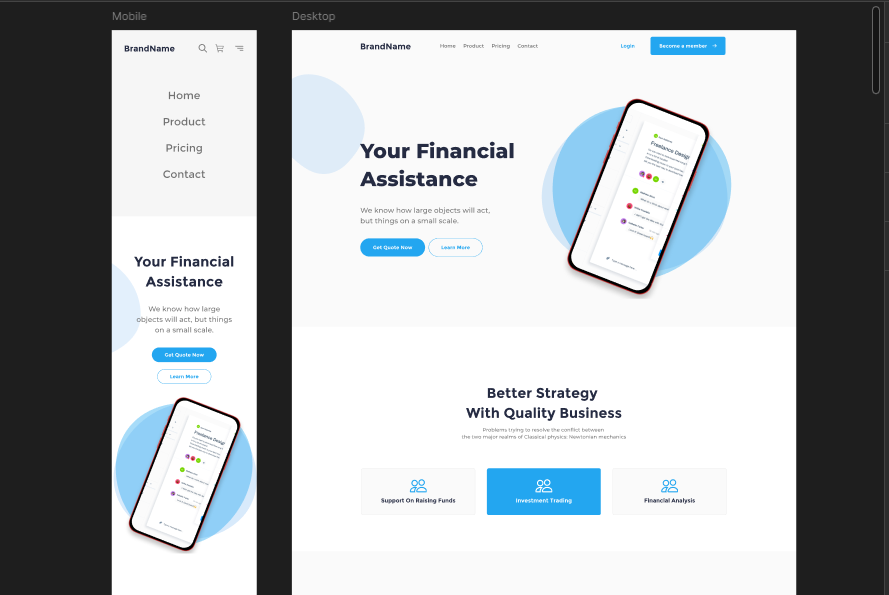 Mobile
BrandName
Home
Product
Pricing
Contact
Your Financial
Assistance
We know how large
objects will act, but things
on a small scale.
Get Quote Now
Learn More
Freelance Design
Desktop
BrandName
Home Product Pricing Contact
Login
Become a member
Your Financial
Assistance
We know how large objects will act,
but things on a small scale.
Get Quote Now
Learn More
Freelance Design
Better Strategy
With Quality Business
Problems trying to resolve the conflict between
the two major realms of Classical physics: Newtonian mechanics
Support On Raising Funds
Investment Trading
Financial Analysis